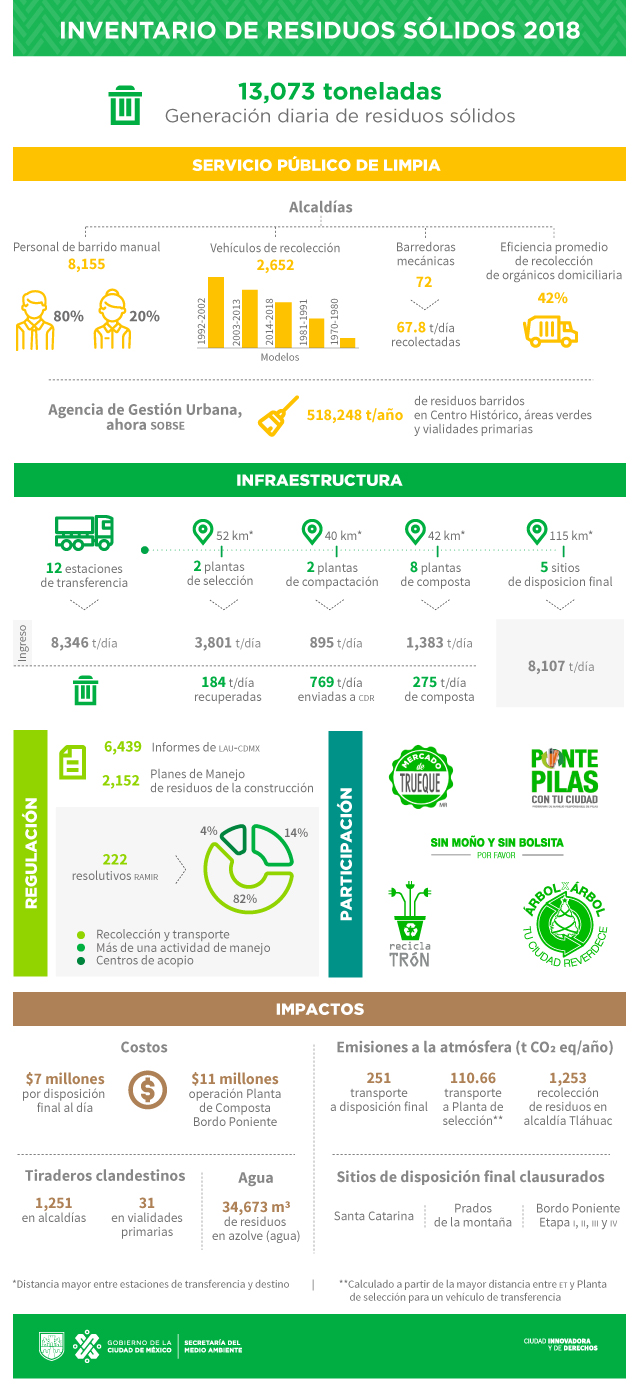 INVENTARIO DE RESIDUOS SÓLIDOS 2018
13,073 toneladas
Generación diaria de residuos sólidos
SERVICIO PÚBLICO DE LIMPIA
Alcaldías
Personal de barrido manual
8,155
80%
20%
Vehículos de recolección
2,652
1992-2002
2003-2013
2014-2018
1981-1991
1970-1980
Modelos
Barredoras
mecánicas
72
67.8 t/día
recolectadas
Eficiencia promedio
de recolección
de orgánicos domiciliaria
42%
Agencia de Gestión Urbana,
ahora SOBSE
518,248 t/año
de residuos barridos
en Centro Histórico, áreas verdes
y vialidades primarias
INFRAESTRUCTURA
52 km*
40 km*
42 km*
115 km*
12 estaciones
de transferencia
2 plantas
de selección
2 plantas
de compactación
8 plantas
de composta
5 sitios
de disposicion final
Ingreso
8,346 t/día
3,801 t/día
895 t/día
1,383 t/día
8,107 t/día
184 t/día
recuperadas
769 t/día
enviadas a CDR
275 t/día
de composta
REGULACIÓN
6,439 Informes de LAU-CDMX
2,152 Planes de Manejo
de residuos de la construcción
222
resolutivos RAMIR
4%
14%
82%
Recolección y transporte
Más de una actividad de manejo
Centros de acopio
PARTICIPACIÓN
MERCADO
de
TRUEQUE
MR
PONTE
PILAS
CON TU CIUDAD
SIN MOÑO Y SIN BOLSITA
POR FAVOR
recicla
TRÓN
ÁRBOL X ÁRBOL
TU CIUDAD REVERDECE
IMPACTOS
Costos
$7 millones
por disposición
final al día
$11 millones
operación Planta
de Composta
Bordo Poniente
Emisiones a la atmósfera (t CO₂ eq/año)
251
transporte
a disposición final
110.66
transporte
a Planta de
selección**
1,253
recolección
de residuos en
alcaldía Tláhuac
Tiraderos clandestinos
1,251
en alcaldías
31
en vialidades
primarias
Agua
34,673 m³
de residuos
en azolve (agua)
Sitios de disposición final clausurados
Santa Catarina
Prados
de la montaña
Bordo Poniente
Etapa I, II, III y IV
*Distancia mayor entre estaciones de transferencia y destino
**Calculado a partir de la mayor distancia entre ET y Planta
de selección para un vehículo de transferencia
GOBIERNO DE LA
CIUDAD DE MÉXICO
SECRETARÍA DEL
MEDIO AMBIENTE
CIUDAD INNOVADORA
Y DE DERECHOS